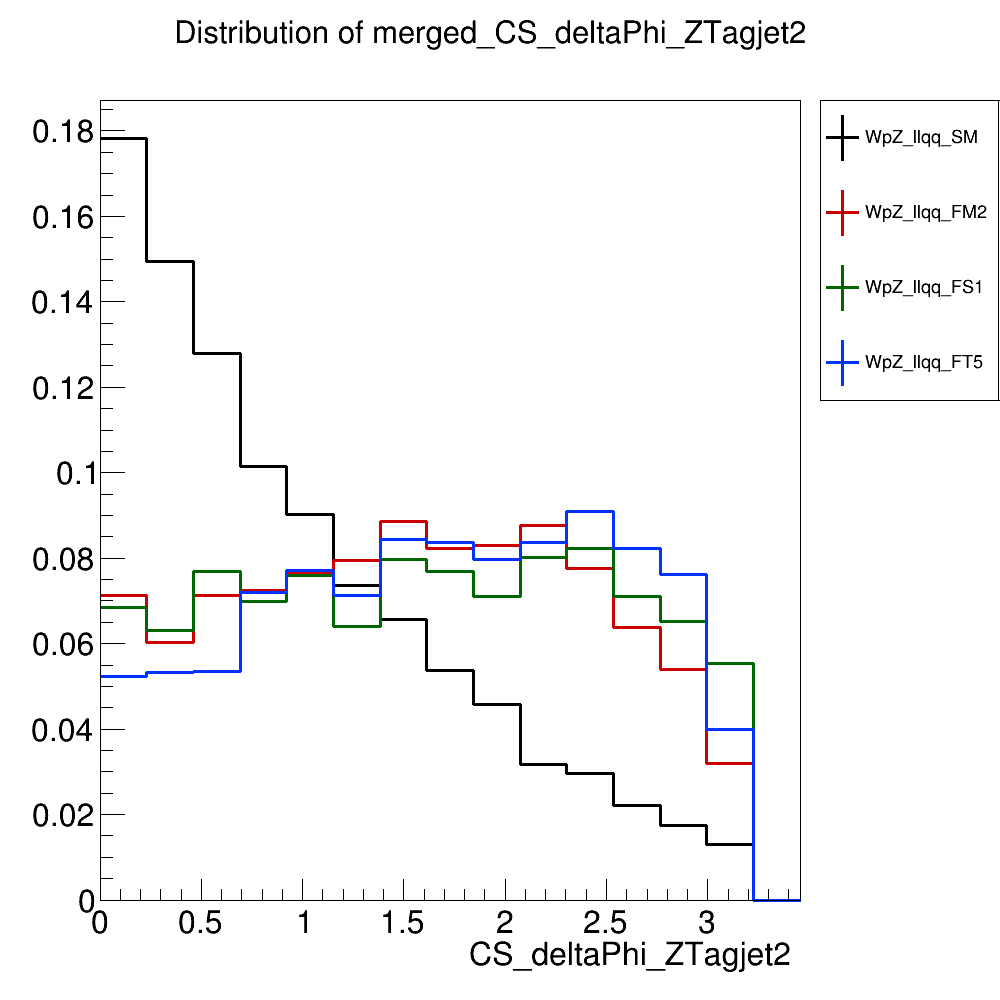 Distribution of merged_CS_deltaPhi_ZTagjet2
0.18
0.16
0.14
0.12
0.1
0.08
0.06
0.04
0.02
0
0 0.5 1 1.5 2 2.5 3
CS_deltaPhi_ZTagjet2
WpZ_llqq_SM
WpZ_llqq_FM2
WpZ_llqq_FS1
WpZ_llqq_FT5